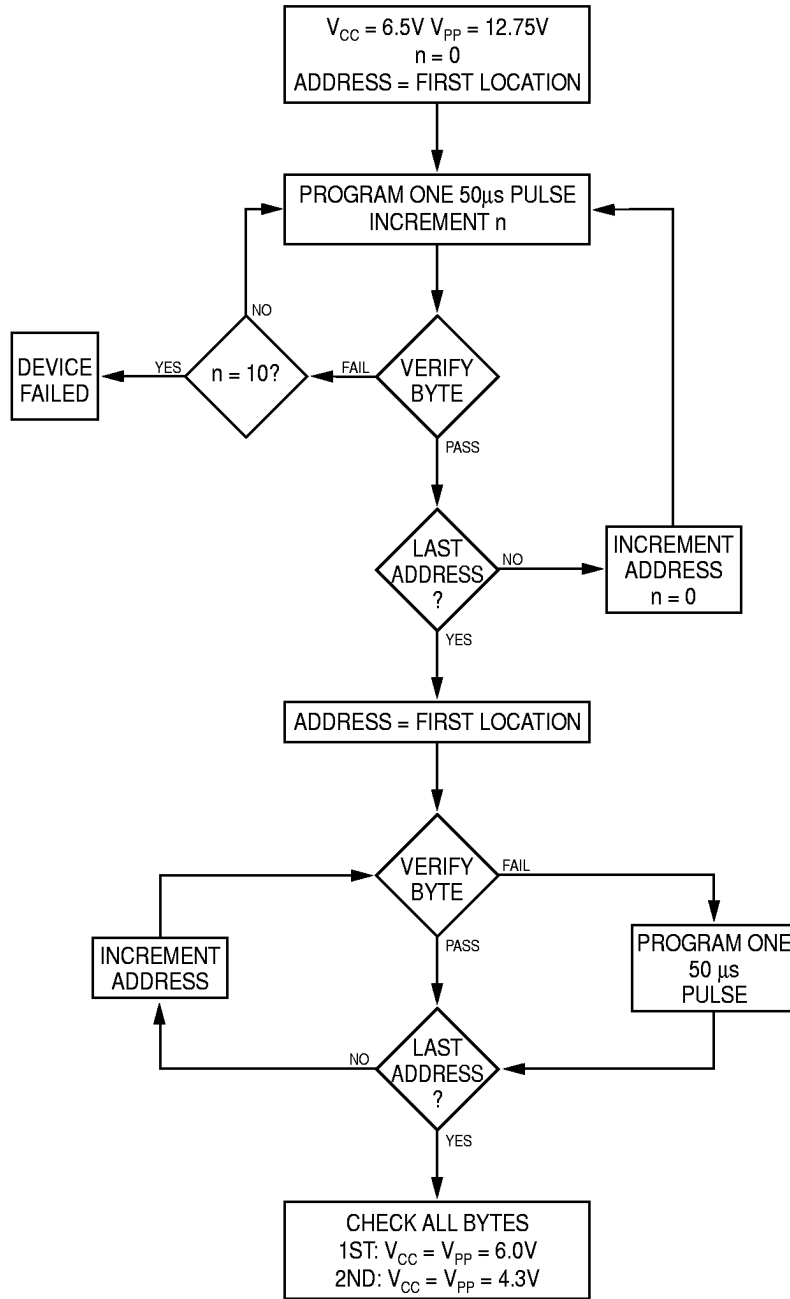 VCC = 6.5V VPP = 12.75V
n = 0
ADDRESS = FIRST LOCATION
PROGRAM ONE 50µs PULSE
INCREMENT n
NO
DEVICE
FAILED
YES
n = 10?
FAIL
VERIFY
BYTE
PASS
LAST
ADDRESS
?
NO
INCREMENT
ADDRESS
n = 0
YES
ADDRESS = FIRST LOCATION
VERIFY
BYTE
FAIL
PASS
INCREMENT
ADDRESS
PROGRAM ONE
50 µs
PULSE
NO
LAST
ADDRESS
?
YES
CHECK ALL BYTES
1ST: VCC = VPP = 6.0V
2ND: VCC = VPP = 4.3V